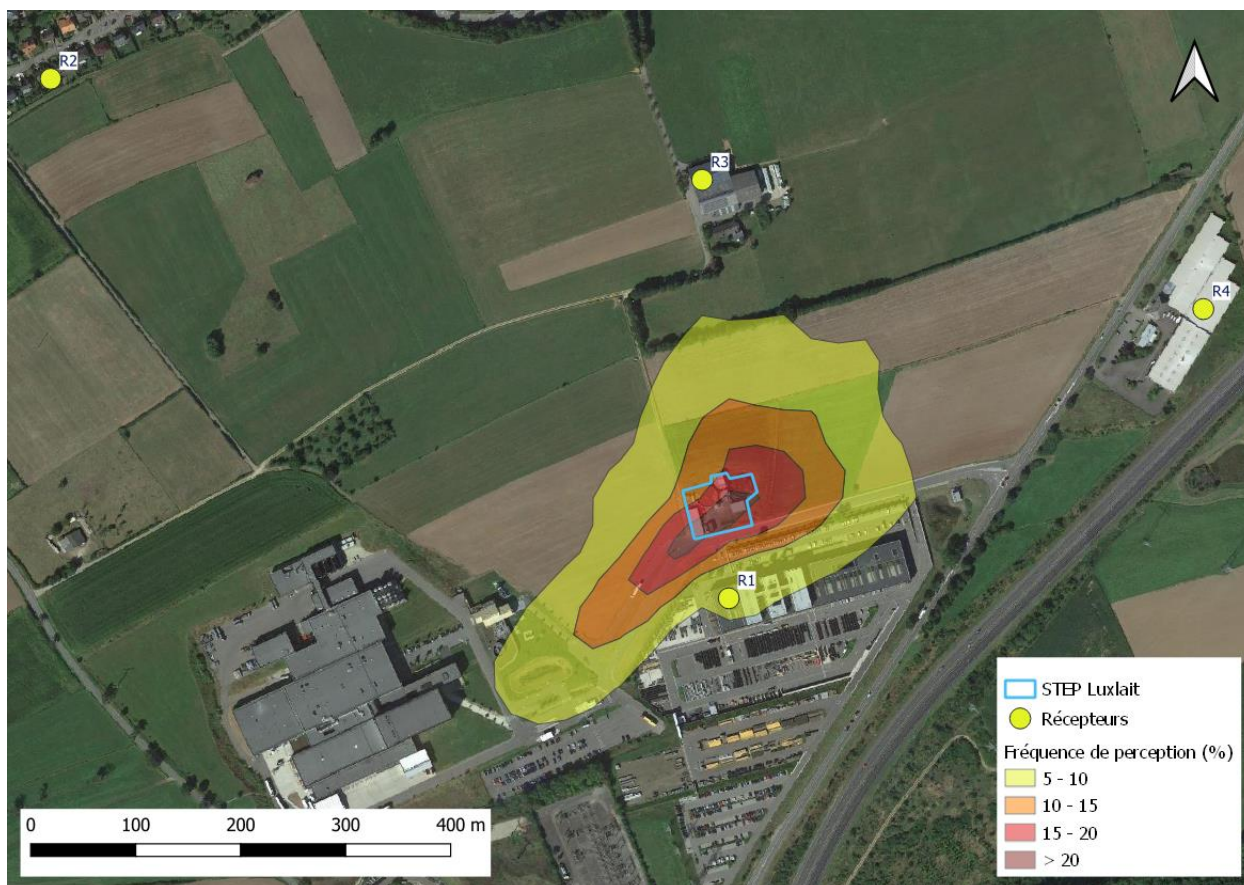 R2
R3
R4
R1
STEP Luxlait
Récepteurs
Fréquence de perception (%)
5 - 10
10 - 15
15 - 20
> 20
0 100 200 300 400 m